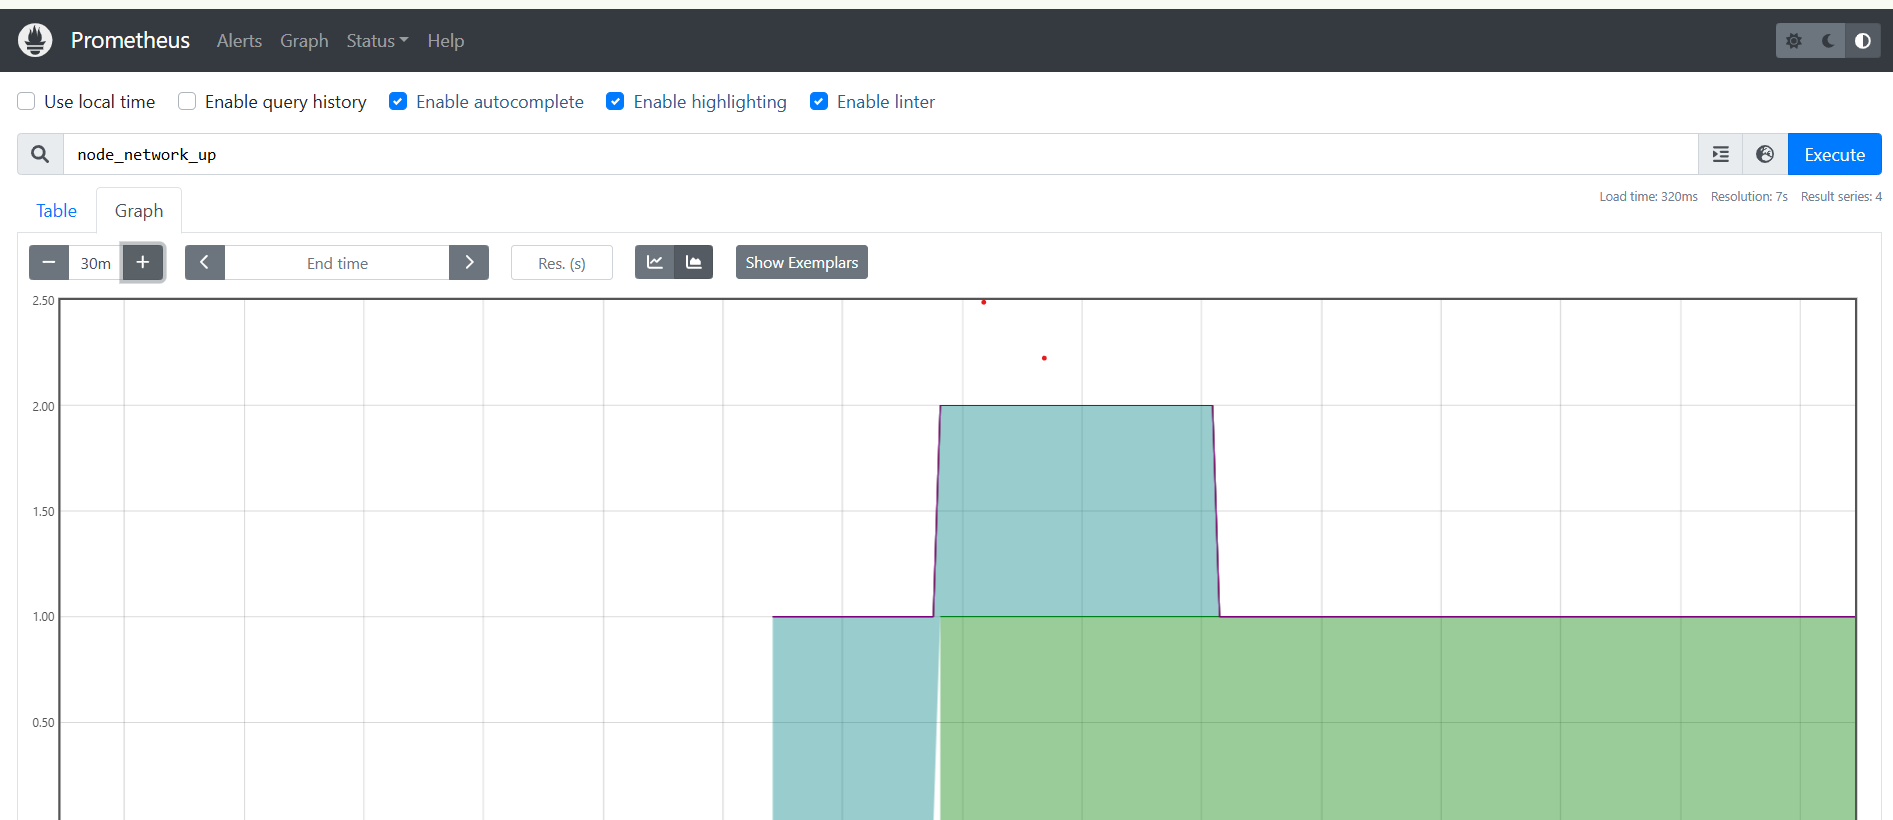 Prometheus Alerts Graph Status Help
Use local time Enable query history Enable autocomplete Enable highlighting Enable linter
node_network_up Execute
Table Graph Load time: 320ms Resolution: 7s Result series: 4
30m End time Res. (s) Show Exemplars
2.50
2.00
1.50
1.00
0.50